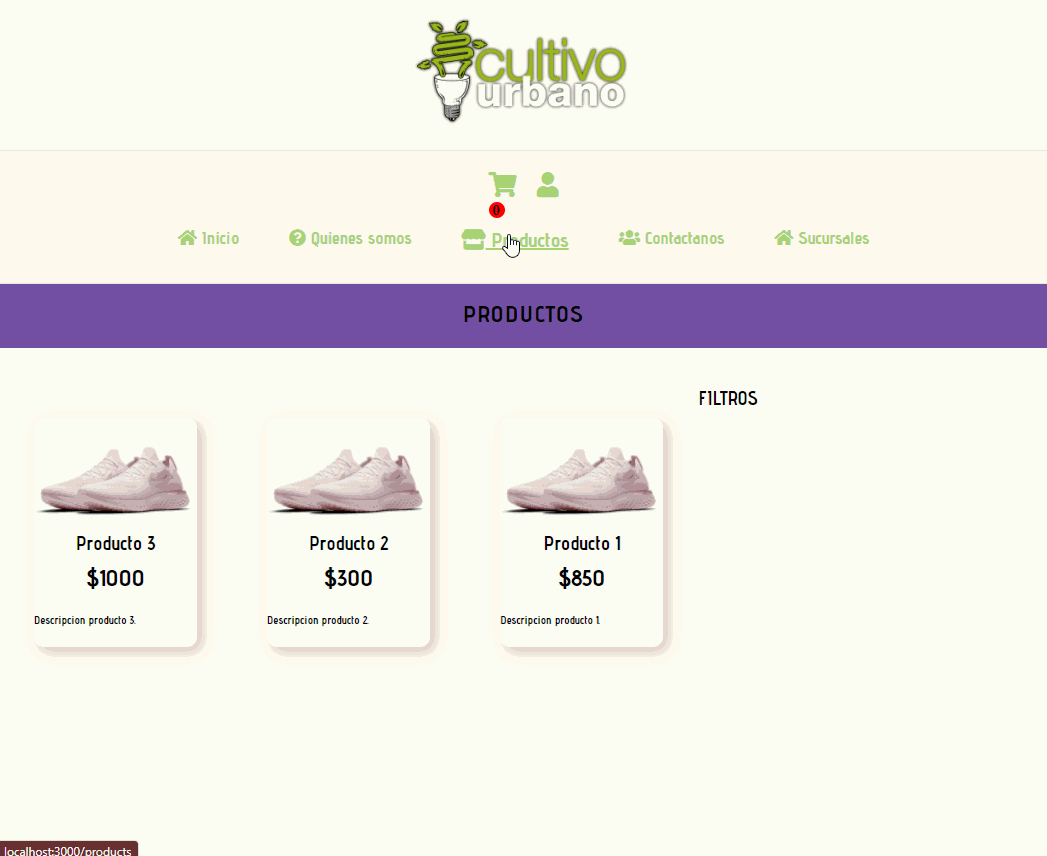 cultivo
urbano
0
Inicio Quienes somos Productos Contactanos Sucursales
PRODUCTOS
FILTROS
Producto 3 Producto 2 Producto 1
$1000 $300 $850
Descripcion producto 3. Descripcion producto 2. Descripcion producto 1.
localhost:3000/products